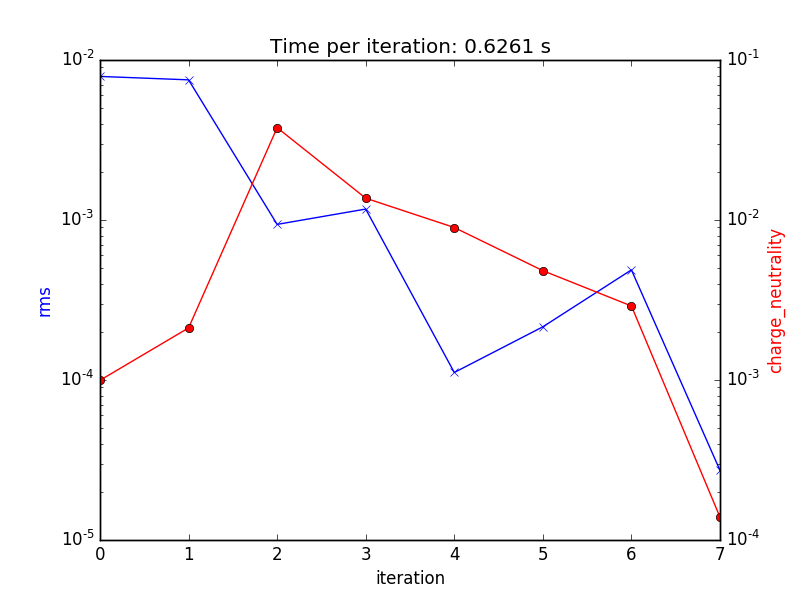 Time per iteration: 0.6261 s
10^-2
10^-3
10^-4
10^-5
rms
10^-1
10^-2
10^-3
10^-4
charge_neutrality
0 1 2 3 4 5 6 7
iteration